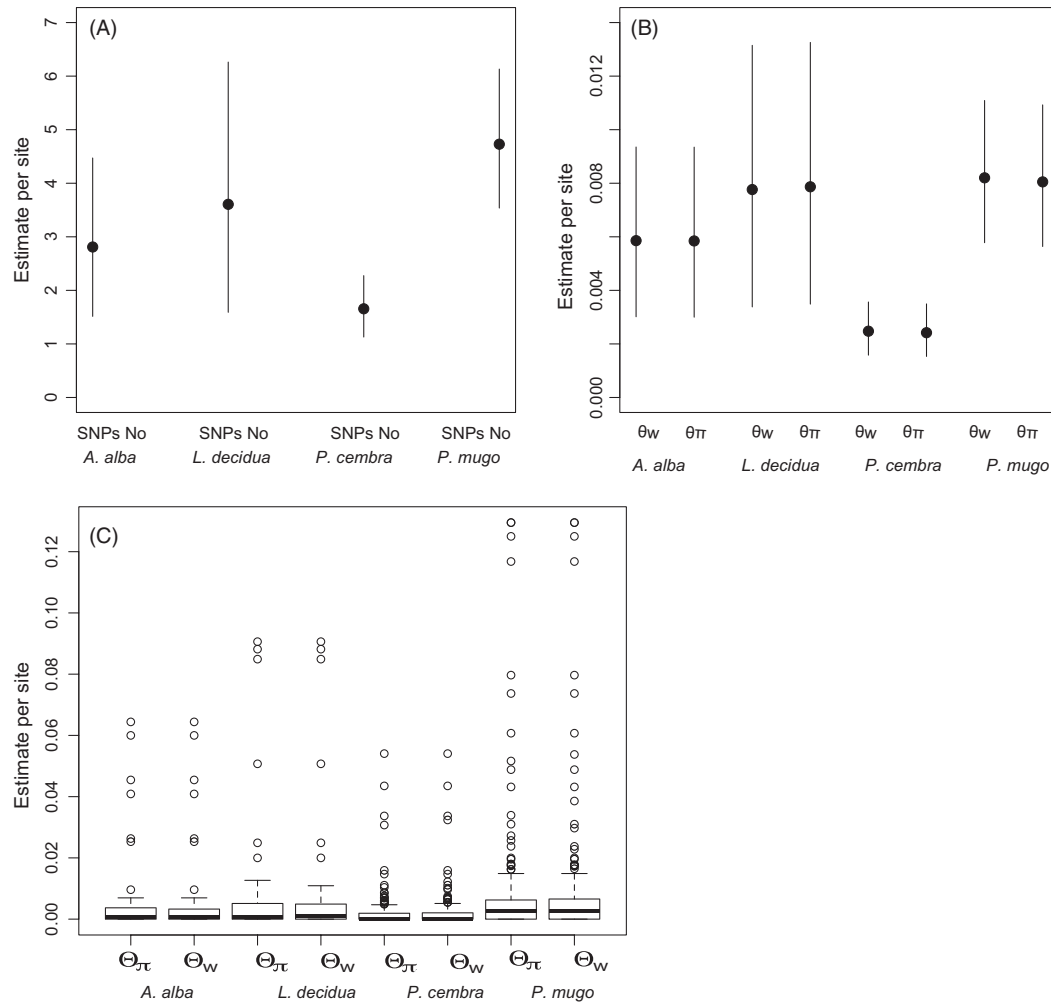 (A)
Estimate per site
7
6
5
4
3
2
1
0
SNPs No SNPs No SNPs No SNPs No
A. alba L. decidua P. cembra P. mugo
(B)
Estimate per site
0.012
0.008
0.004
0.000
θw θπ θw θπ θw θπ θw θπ
A. alba L. decidua P. cembra P. mugo
(C)
Estimate per site
0.12
0.10
0.08
0.06
0.04
0.02
0.00
Θπ Θw Θπ Θw Θπ Θw Θπ Θw
A. alba L. decidua P. cembra P. mugo